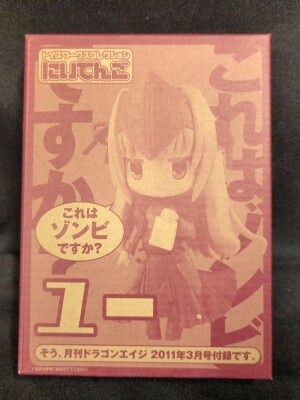 トイズワークスコレクション
にいてんご
これはゾンビ
ですか?
これは
ゾンビ
ですか?
ユー
そう、月刊ドラゴンエイジ 2011年3月号付録です。